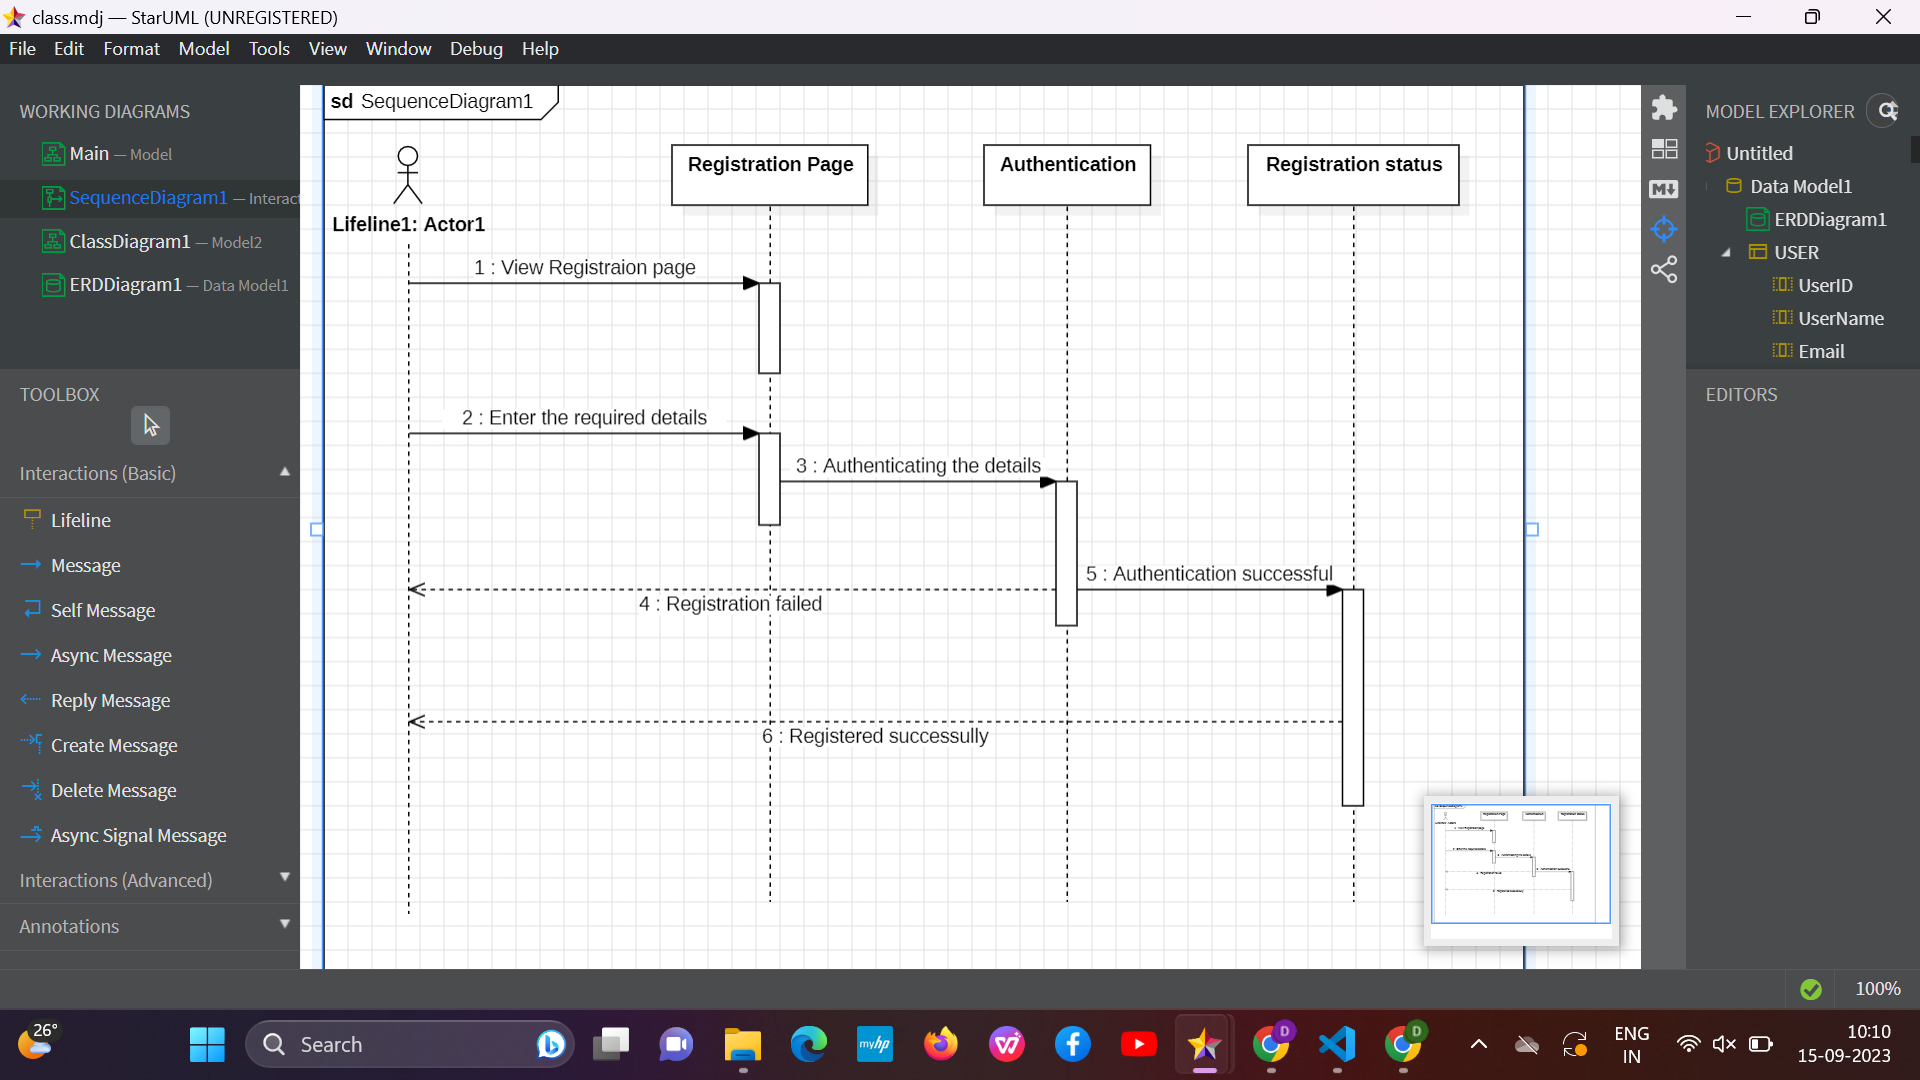 class.mdj — StarUML (UNREGISTERED)
File Edit Format Model Tools View Window Debug Help
WORKING DIAGRAMS
Main — Model
SequenceDiagram1 — Interact
ClassDiagram1 — Model2
ERDDiagram1 — Data Model1
TOOLBOX
Interactions (Basic)
Lifeline
Message
Self Message
Async Message
Reply Message
Create Message
Delete Message
Async Signal Message
Interactions (Advanced)
Annotations
sd SequenceDiagram1
Registration Page
Authentication
Registration status
Lifeline1: Actor1
1 : View Registraion page
2 : Enter the required details
3 : Authenticating the details
5 : Authentication successful
4 : Registration failed
6 : Registered successully
MODEL EXPLORER
Untitled
Data Model1
ERDDiagram1
USER
UserID
UserName
Email
EDITORS
100%
26°
Search
myhp
D
D
ENG
IN
10:10
15-09-2023